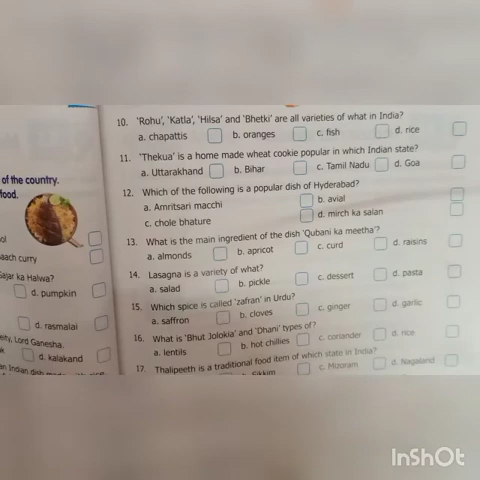 10. 'Rohu', 'Katla', 'Hilsa' and 'Bhetki' are all varieties of what in India?
a. chapattis b. oranges c. fish d. rice
11. 'Thekua' is a home made wheat cookie popular in which Indian state?
a. Uttarakhand b. Bihar c. Tamil Nadu d. Goa
of the country.
food.
12. Which of the following is a popular dish of Hyderabad?
a. Amritsari macchi b. avial
c. chole bhature d. mirch ka salan
13. What is the main ingredient of the dish 'Qubani ka meetha'?
a. almonds b. apricot c. curd d. raisins
aach curry
14. Lasagna is a variety of what?
a. salad b. pickle c. dessert d. pasta
Gajar ka Halwa?
d. pumpkin
15. Which spice is called 'zafran' in Urdu?
a. saffron b. cloves c. ginger d. garlic
d. rasmalai
16. What is 'Bhut Jolokia' and 'Dhani' types of?
a. lentils b. hot chillies c. coriander d. rice
Lord Ganesha.
d. kalakand
17. Thalipeeth is a traditional food item of which state in India?
c. Mizoram d. Nagaland
an Indian dish
InShOt